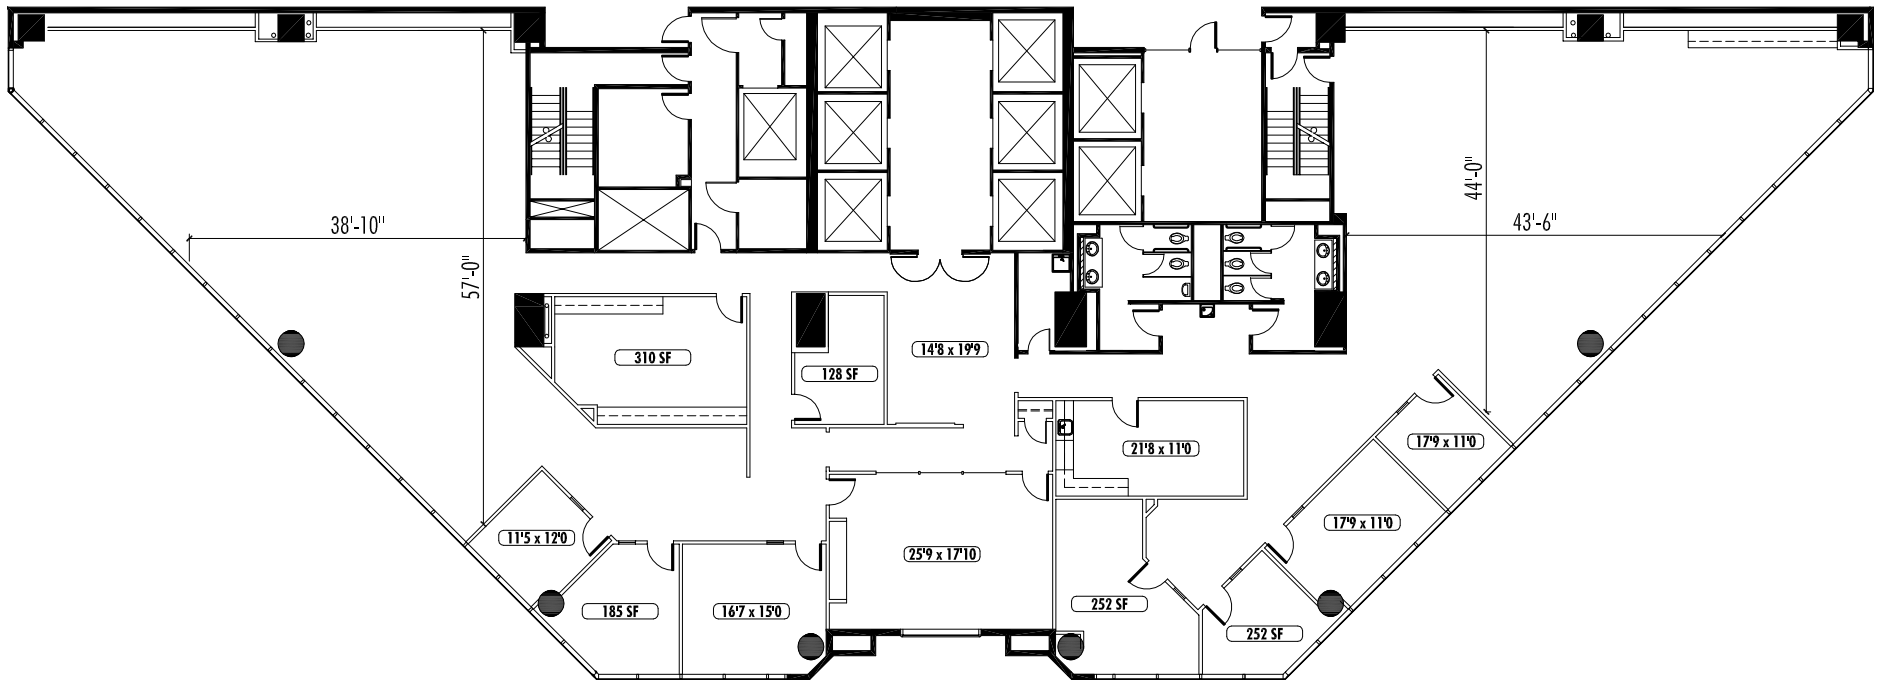 38'-10"
57'-0"
44'-0"
43'-6"
310 SF
128 SF
14'8 x 19'9
21'8 x 11'0
17'9 x 11'0
17'9 x 11'0
11'5 x 12'0
185 SF
16'7 x 15'0
25'9 x 17'10
252 SF
252 SF